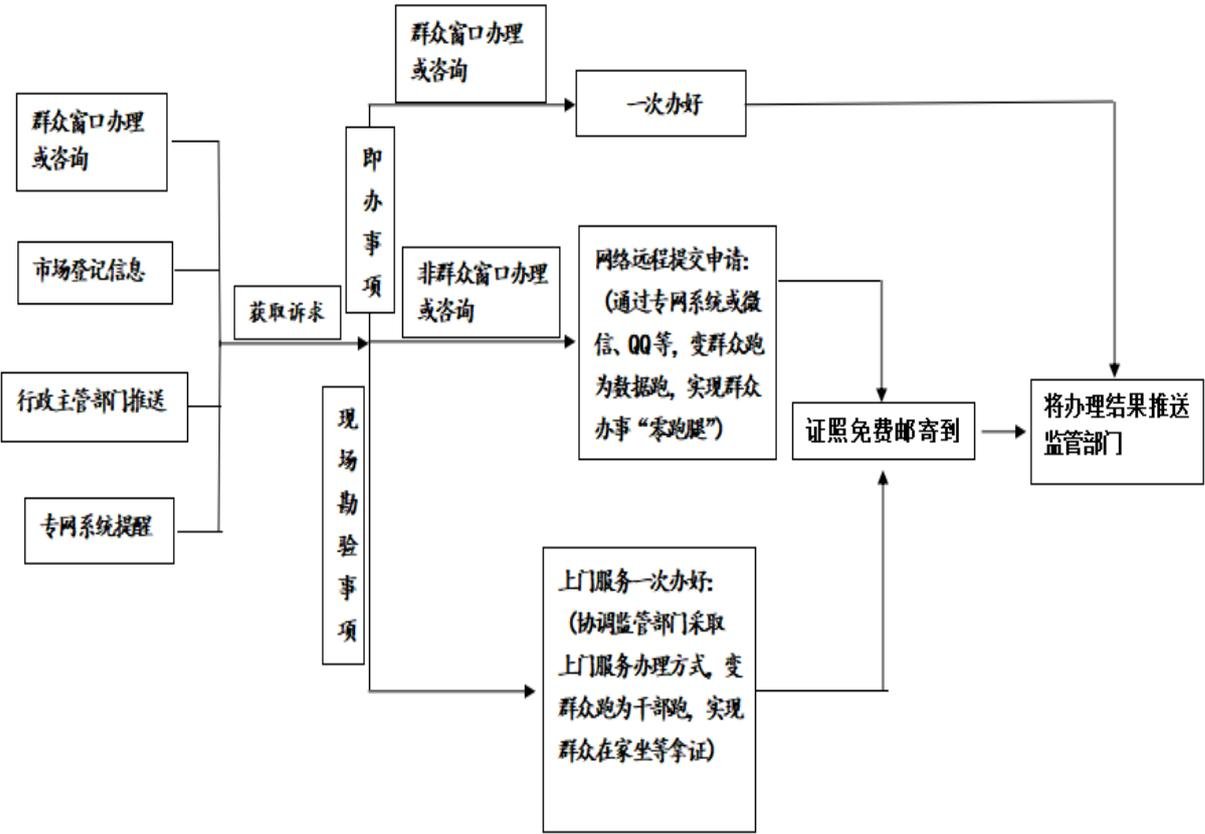 群众窗口办理
或咨询
市场登记信息
行政主管部门推送
专网系统提醒
获取诉求
即
办
事
项
现
场
勘
验
事
项
群众窗口办理
或咨询
一次办好
非群众窗口办理
或咨询
网络远程提交申请：
（通过专网系统或微
信、QQ等，变群众跑
为数据跑，实现群众
办事“零跑腿”）
上门服务一次办好：
（协调监管部门采取
上门服务办理方式，变
群众跑为干部跑，实现
群众在家坐等拿证）
证照免费邮寄到
将办理结果推送
监管部门